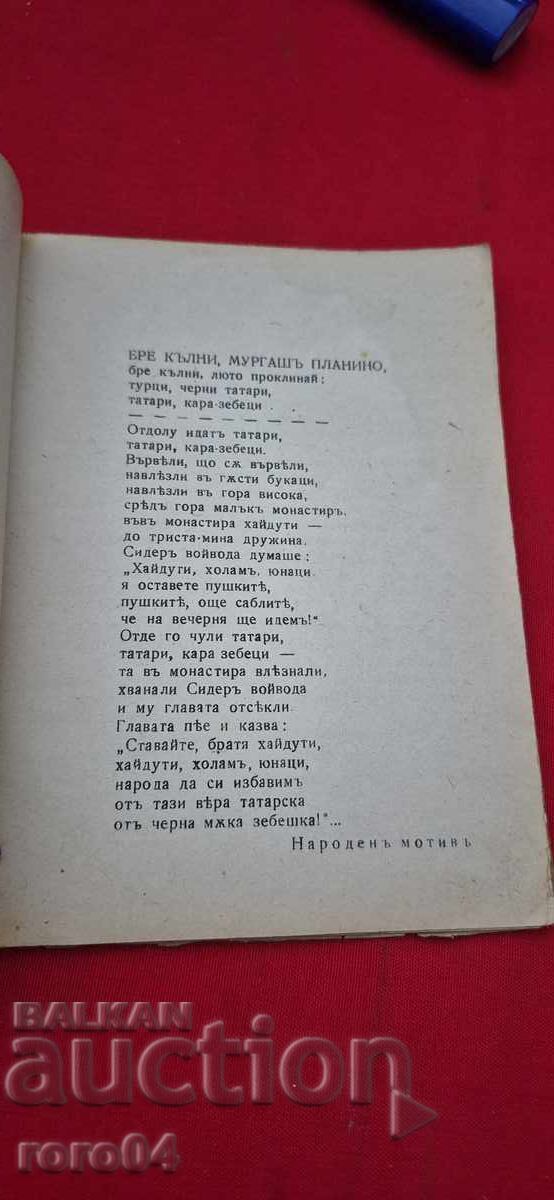 БРЕ КЪЛНИ, МУРГАШЪ ПЛАНИНО,
бре кълни, люто проклинай:
турци, черни татари,
татари, кара-зебеци . . .
— — — — — — — — —
Отдолу идатъ татари,
татари, кара-зебеци.
Вървѣли, що сѫ вървѣли,
навлѣзли въ гѫсти букаци,
навлѣзли въ гора висока,
срѣдъ гора малъкъ монастиръ,
въвъ монастира хайдути —
до триста-мина дружина.
Сидеръ войвода думаше:
„Хайдути, холамъ, юнаци
я оставете пушкитѣ,
пушкитѣ, още саблитѣ,
че на вечерня ще идемъ!“
Отде го чули татари,
татари, кара зебеци —
та въ монастира влѣзнали,
хванали Сидеръ войвода
и му главата отсѣкли.
Главата пѣе и казва:
„Ставайте, братя хайдути,
хайдути, холамъ, юнаци,
народа да си избавимъ
отъ тази вѣра татарска
отъ черна мѫка зебешка!“...
Народенъ мотивъ
BALKAN
auction
roro04